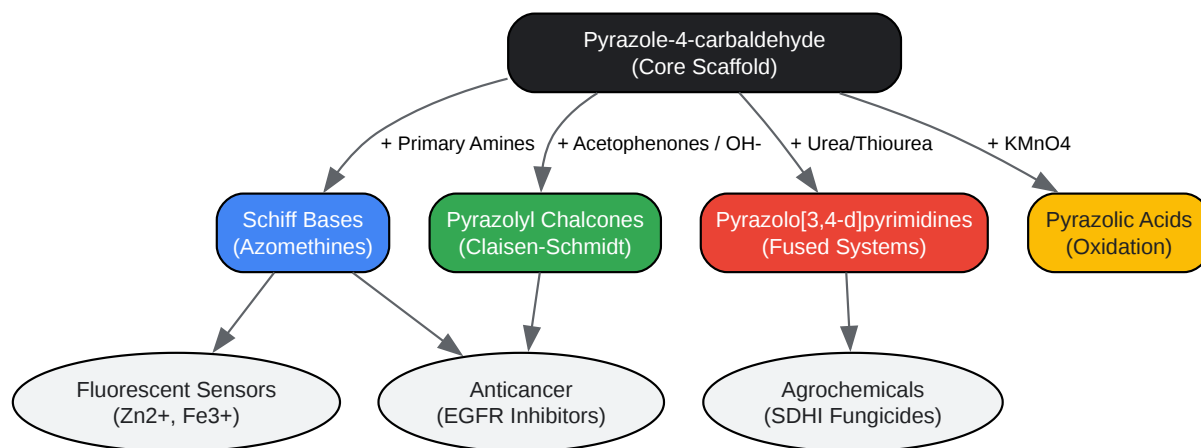 Pyrazole-4-carbaldehyde
(Core Scaffold)
+ Primary Amines
+ Acetophenones / OH-
+ Urea/Thiourea
+ KMnO4
Schiff Bases
(Azomethines)
Pyrazolyl Chalcones
(Claisen-Schmidt)
Pyrazolo[3,4-d]pyrimidines
(Fused Systems)
Pyrazolic Acids
(Oxidation)
Fluorescent Sensors
(Zn2+, Fe3+)
Anticancer
(EGFR Inhibitors)
Agrochemicals
(SDHI Fungicides)